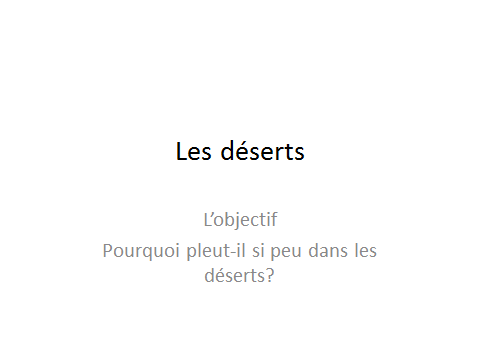 Les déserts
L’objectif
Pourquoi pleut-il si peu dans les
déserts?